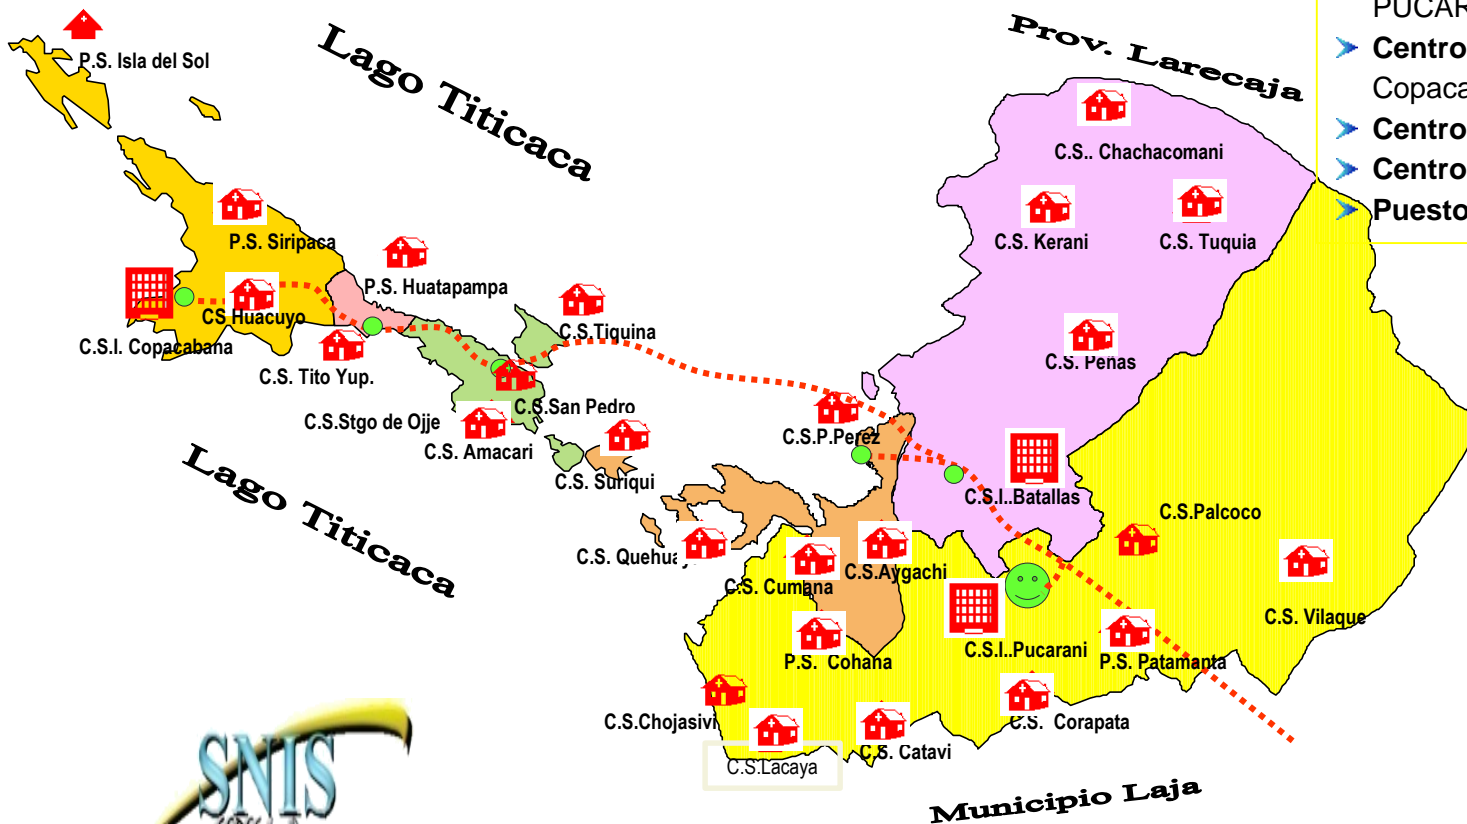 PUCAR
Prov. Larecaja
Centro
Copaca
Centro
Centro
Puesto
P.S. Isla del Sol
Lago Titicaca
C.S.. Chachacomani
P.S. Siripaca
C.S. Kerani
C.S. Tuquia
P.S. Huatapampa
CS Huacuyo
C.S.Tiquina
C.S.I. Copacabana
C.S. Tito Yup.
C.S. Peñas
C.S.San Pedro
C.S.Stgo de Ojje
C.S.P.Perez
C.S. Amacari
C.S. Suriqui
C.S.I..Batallas
Lago Titicaca
C.S.Palcoco
C.S. Quehuay
C.S. Cumana
C.S.Aygachi
C.S. Vilaque
C.S.I..Pucarani
P.S. Cohana
P.S. Patamanta
C.S.Chojasivi
C.S. Corapata
C.S. Catavi
C.S.Lacaya
SNIS
Municipio Laja